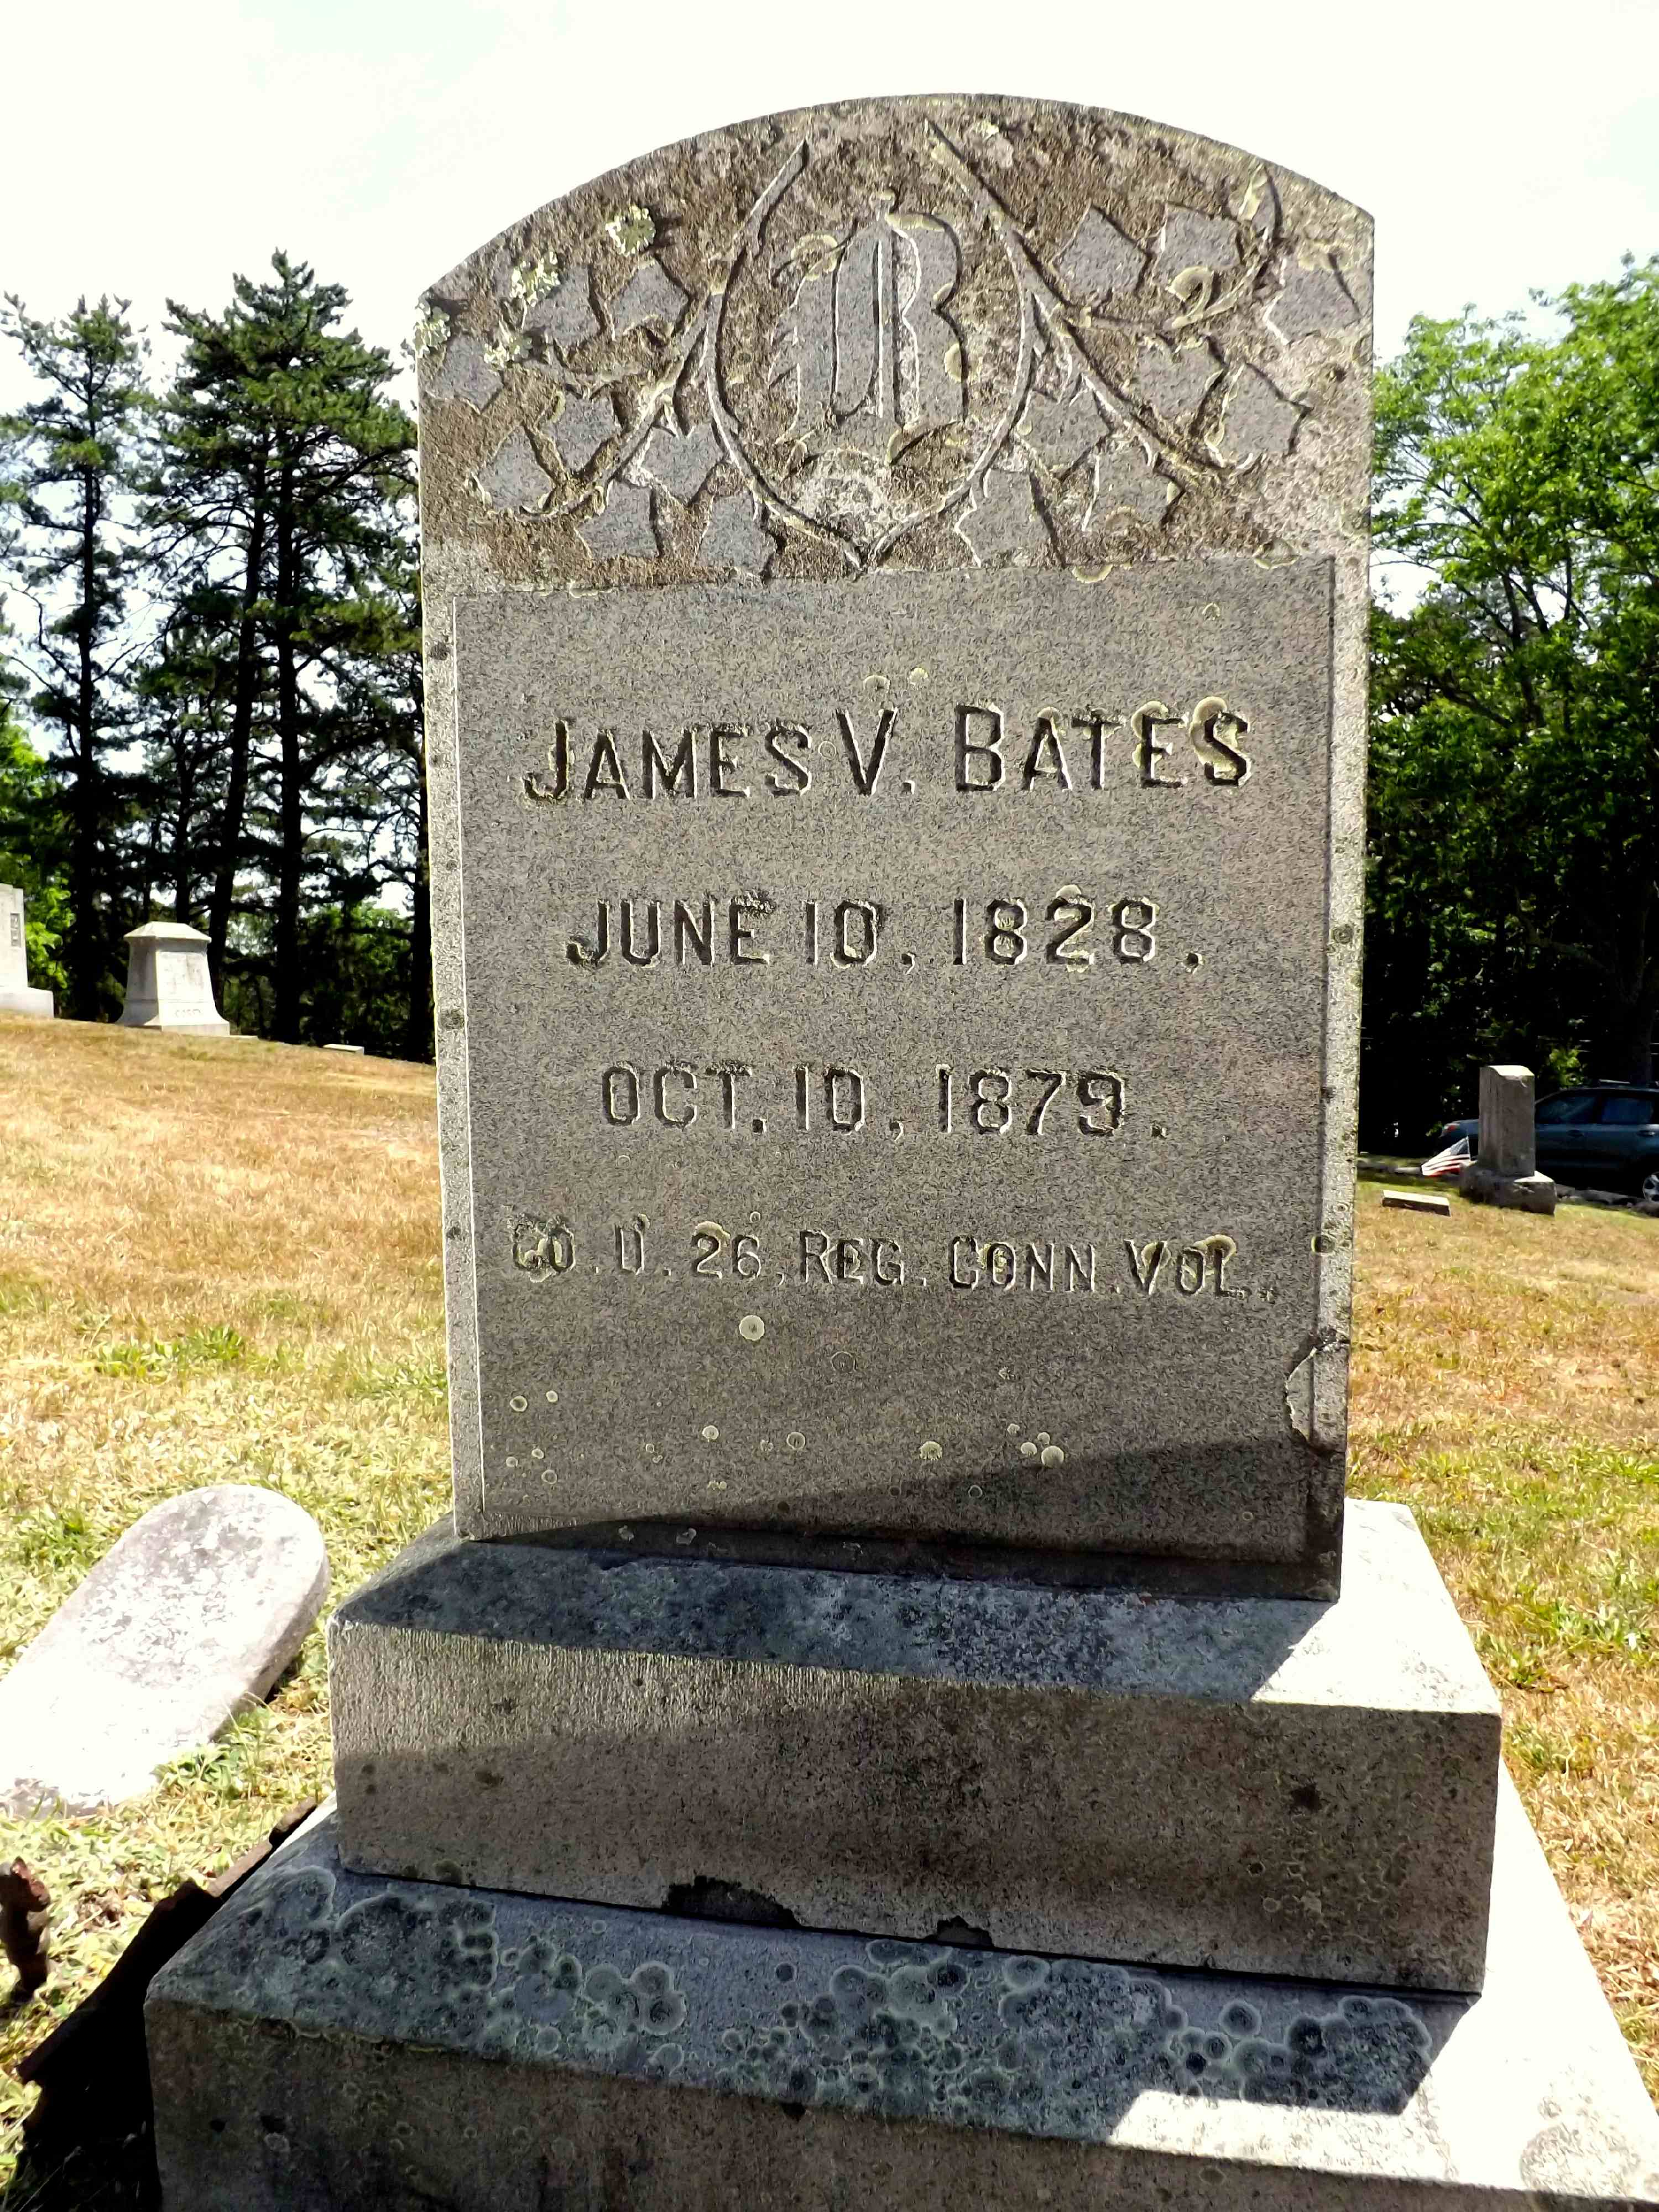 B
JAMES V. BATES
JUNE 10, 1828.
OCT. 10, 1879.
CO. D. 26, REG. CONN. VOL.